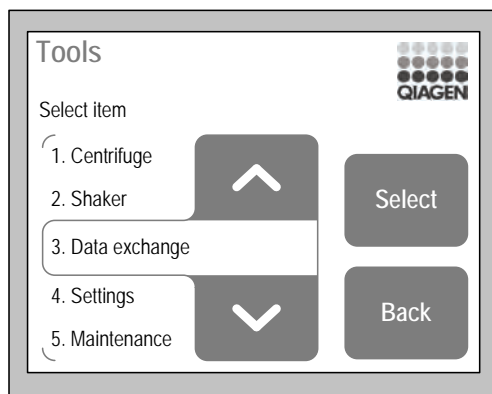 Tools
QIAGEN
Select item
1. Centrifuge
2. Shaker
3. Data exchange
4. Settings
5. Maintenance
Select
Back